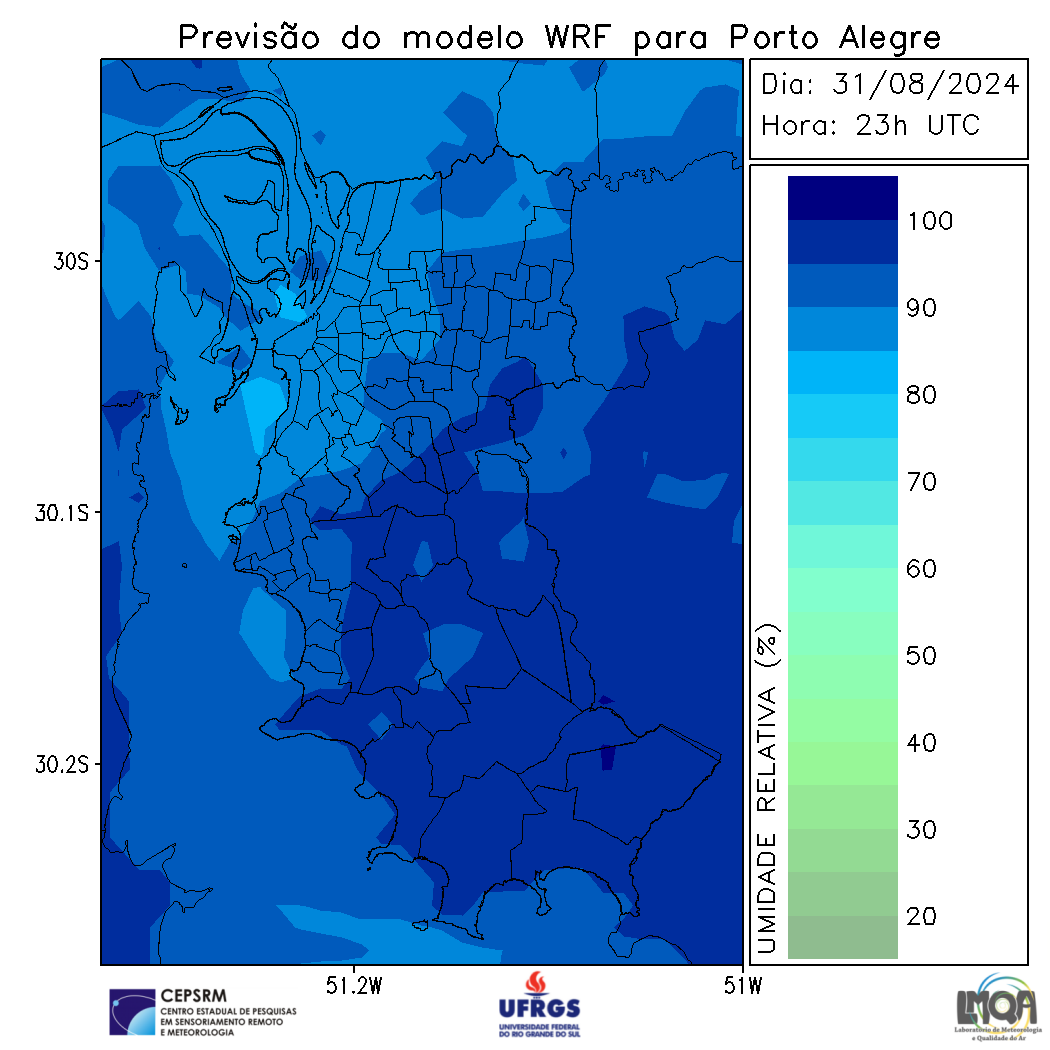 Previsão do modelo WRF para Porto Alegre
Dia: 31/08/2024
Hora: 23h UTC
100
90
80
70
60
50
40
30
20
UMIDADE RELATIVA (%)
30S
30.1S
30.2S
51.2W
51W
CEPSRM
CENTRO ESTADUAL DE PESQUISAS
EM SENSORIAMENTO REMOTO
E METEOROLOGIA
UFRGS
UNIVERSIDADE FEDERAL
DO RIO GRANDE DO SUL
LMQA
Laboratório de Meteorologia
e Qualidade do Ar